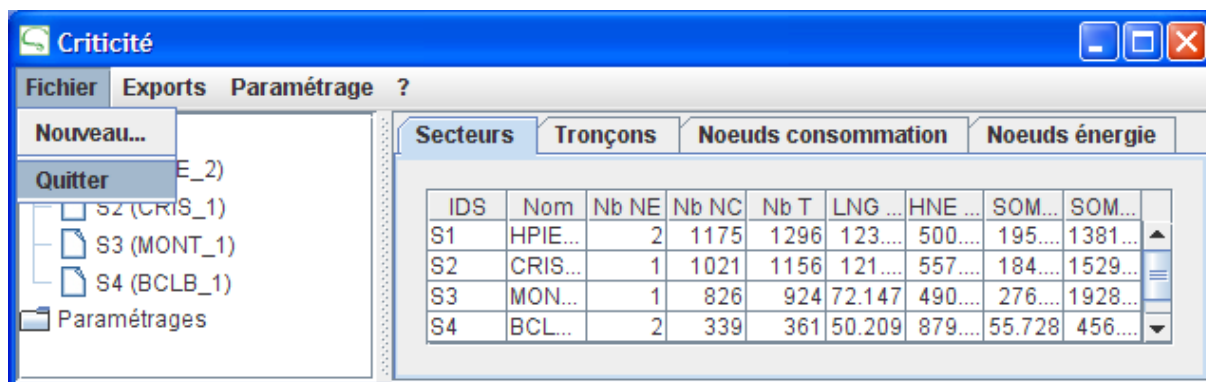 Criticité
Fichier Exports Paramétrage ?
Nouveau...
Quitter
E_2)
S2 (CRIS_1)
S3 (MONT_1)
S4 (BCLB_1)
Paramétrages
Secteurs Tronçons Noeuds consommation Noeuds énergie
IDS Nom Nb NE Nb NC Nb T LNG ... HNE ... SOM... SOM...
S1 HPIE... 2 1175 1296 123.... 500.... 195.... 1381...
S2 CRIS... 1 1021 1156 121.... 557.... 184.... 1529...
S3 MON... 1 826 924 72.147 490.... 276.... 1928...
S4 BCL... 2 339 361 50.209 879.... 55.728 456....